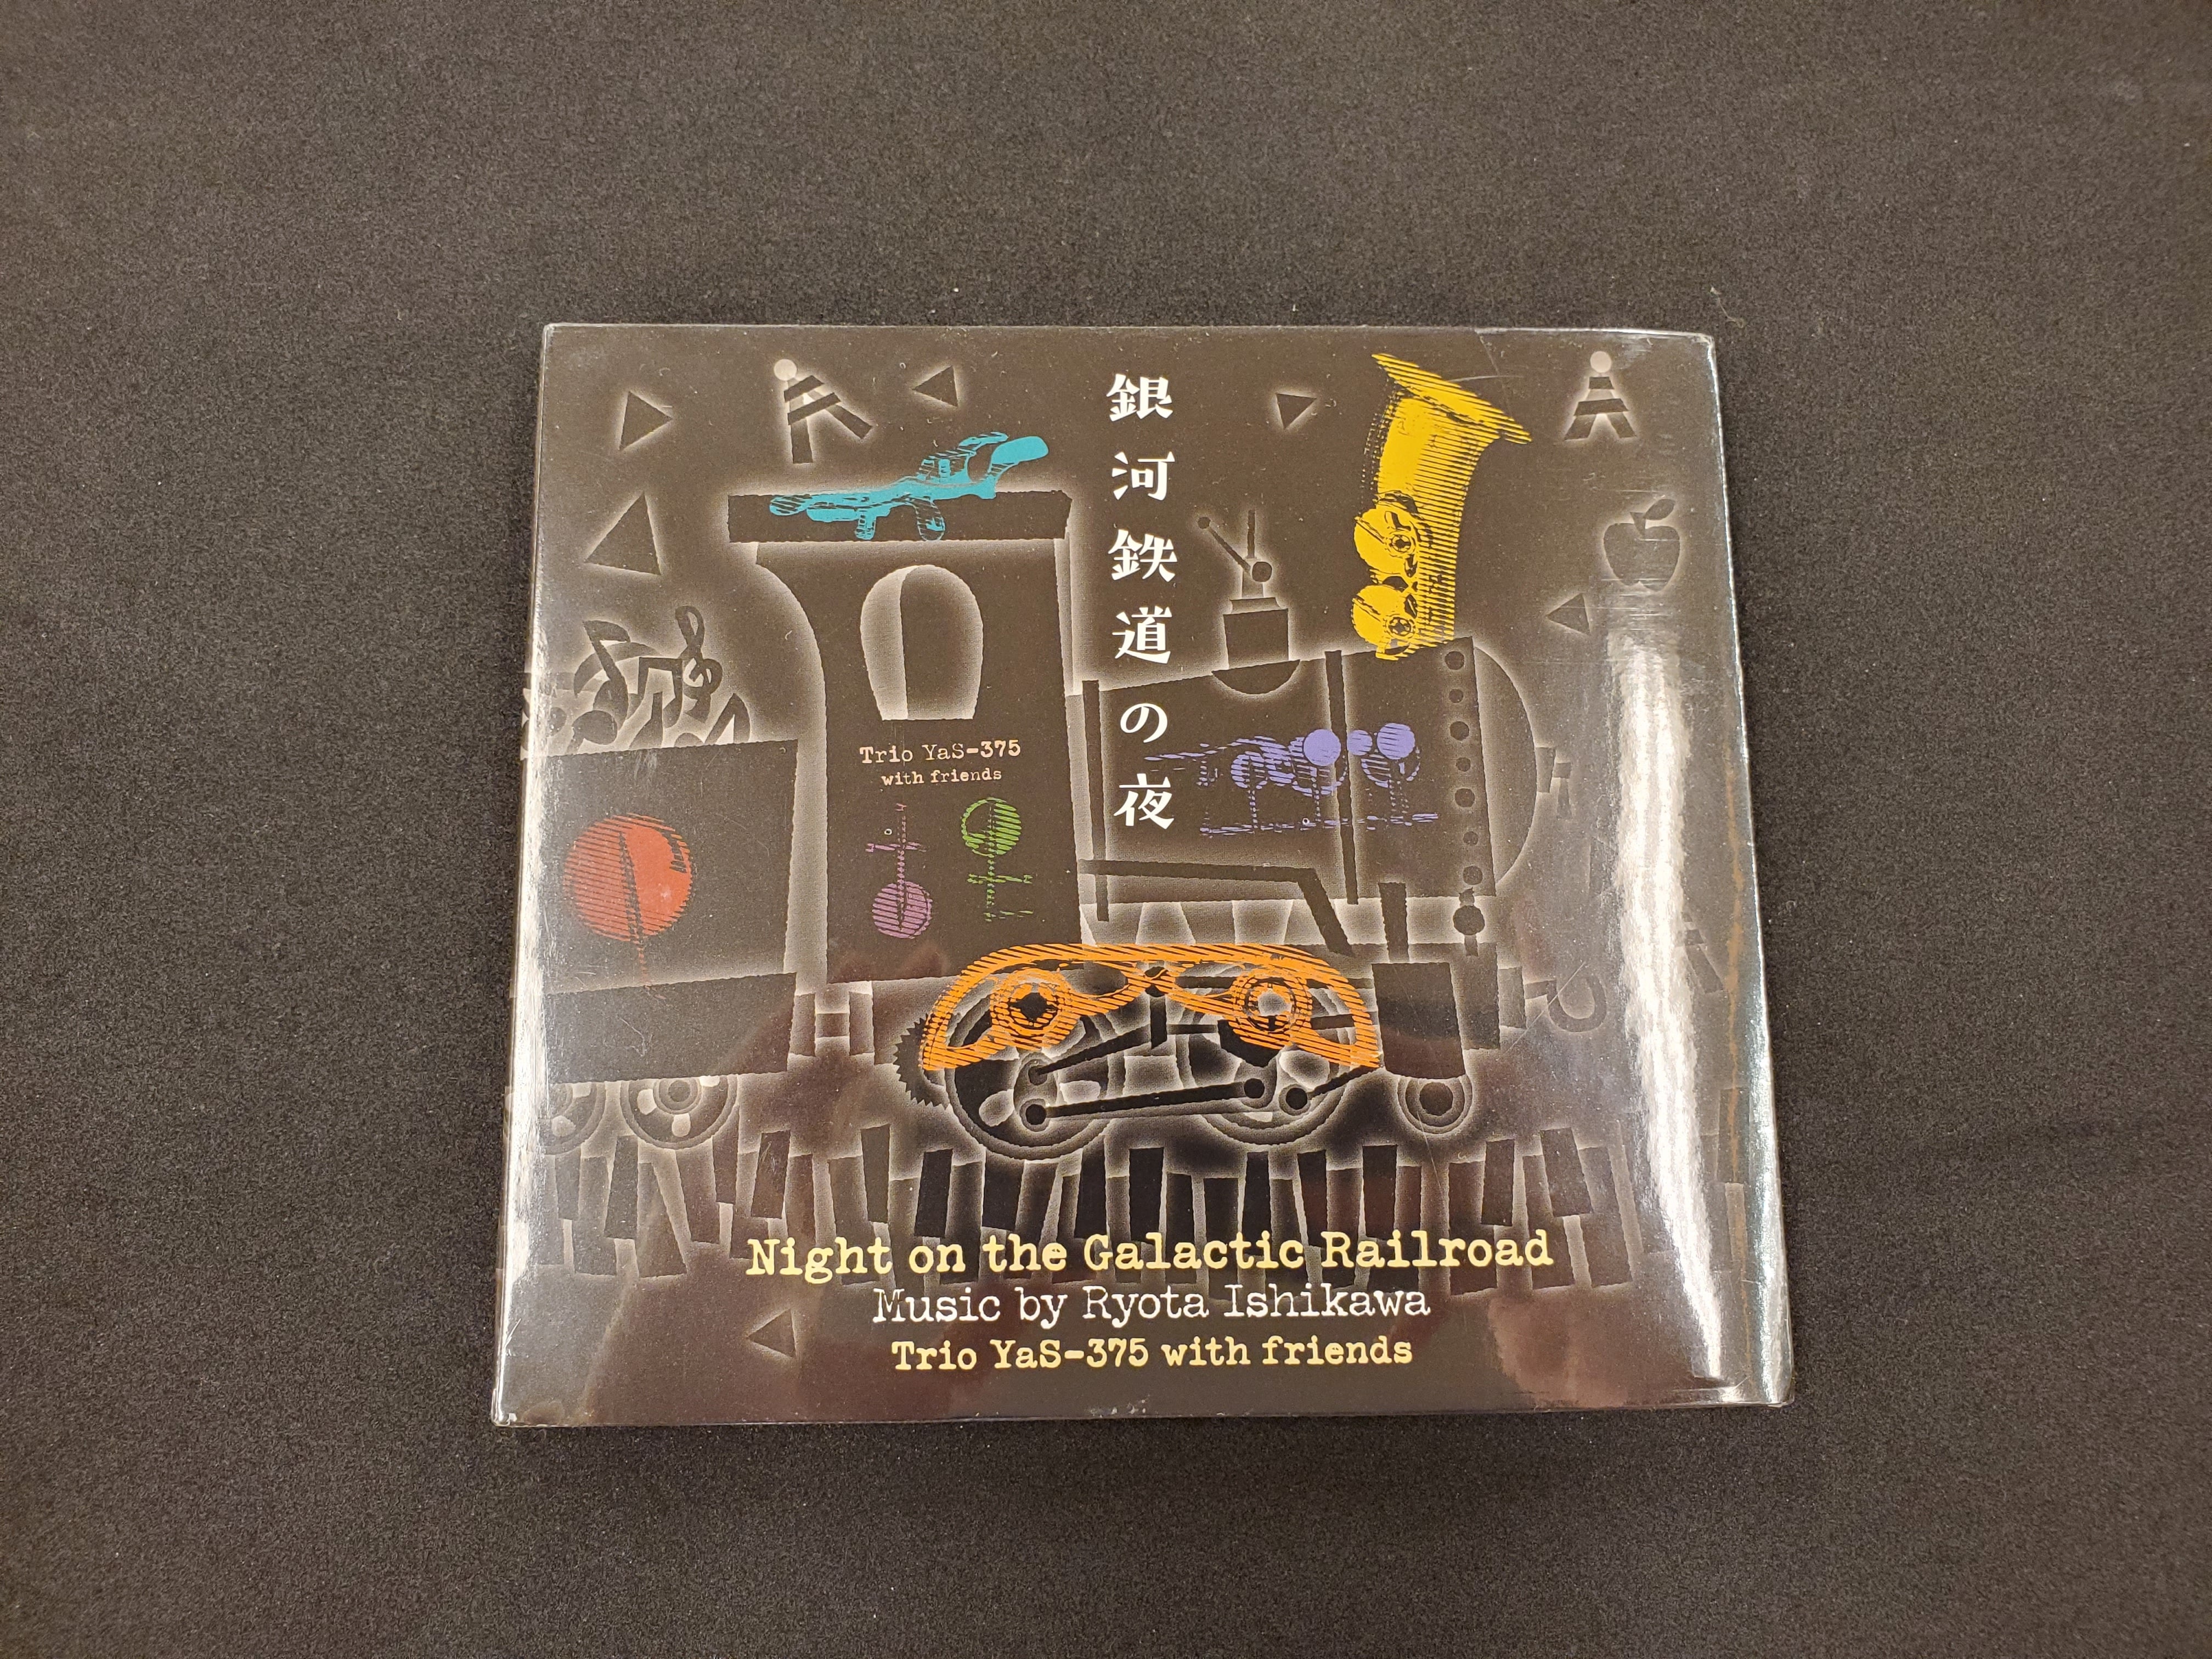 銀河鉄道の夜
Trio YaS-375
with friends
Night on the Galactic Railroad
Music by Ryota Ishikawa
Trio YaS-375 with friends